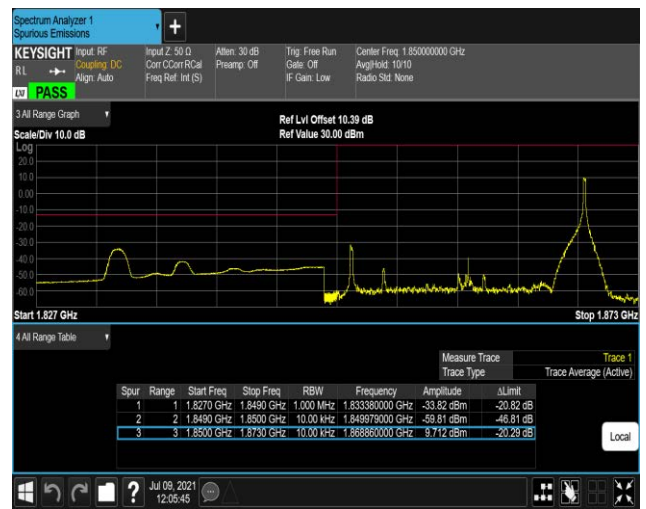 Spectrum Analyzer 1
Spurious Emissions
+
KEYSIGHT Input: RF Input Z: 50 Ω Atten: 30 dB Trig: Free Run Center Freq: 1.850000000 GHz
R L Coupling: DC Corr CCorr RCal Preamp: Off Gate: Off Avg|Hold: 10/10
Align: Auto Freq Ref: Int (S) IF Gain: Low Radio Std: None
LXI PASS
3 All Range Graph
Ref Lvl Offset 10.39 dB
Scale/Div 10.0 dB Ref Value 30.00 dBm
Log
20.0
10.0
0.00
-10.0
-20.0
-30.0
-40.0
-50.0
-60.0
Start 1.827 GHz Stop 1.873 GHz
4 All Range Table
Measure Trace Trace 1
Trace Type Trace Average (Active)
Spur Range Start Freq Stop Freq RBW Frequency Amplitude ΔLimit
1 1 1.8270 GHz 1.8490 GHz 1.000 MHz 1.833380000 GHz -33.82 dBm -20.82 dB
2 2 1.8490 GHz 1.8500 GHz 10.00 kHz 1.849979000 GHz -59.81 dBm -46.81 dB
3 3 1.8500 GHz 1.8730 GHz 10.00 kHz 1.868860000 GHz 9.712 dBm -20.29 dB
Local
? Jul 09, 2021
12:05:45